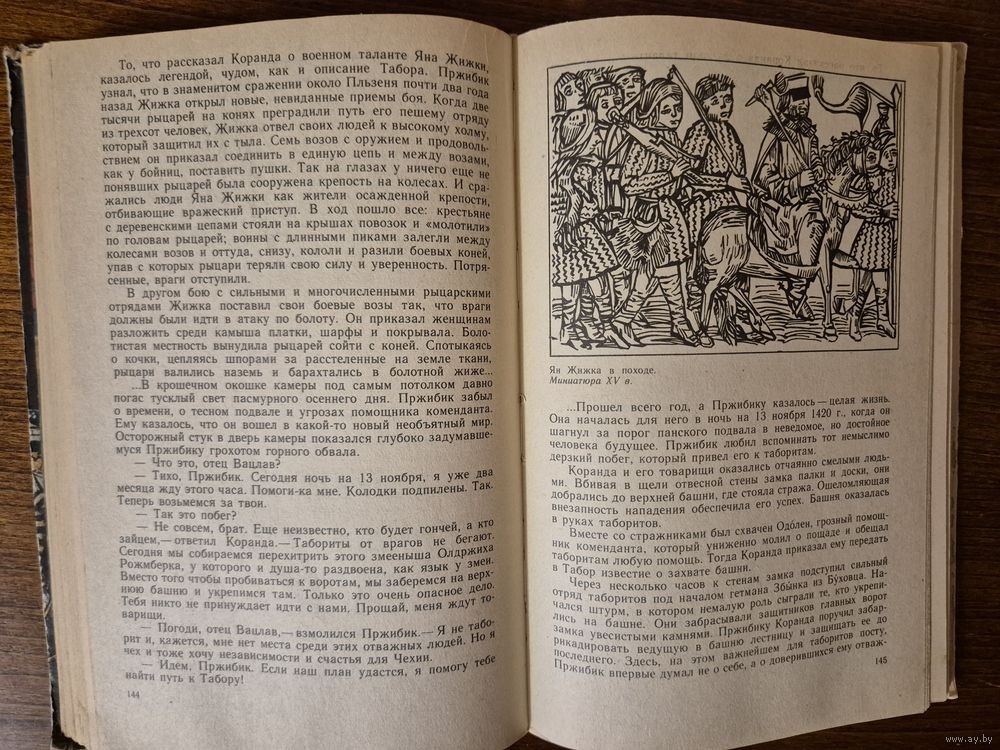 То, что рассказал Коранда о военном таланте Яна Жижки,
казалось легендой, чудом, как и описание Табора. Пржибик
узнал, что в знаменитом сражении около Пльзеня почти два года
назад Жижка открыл новые, невиданные приемы боя. Когда две
тысячи рыцарей на конях преградили путь его пешему отряду
из трехсот человек, Жижка отвел своих людей к высокому холму,
который защитил их с тыла. Семь возов с оружием и продоволь-
ствием он приказал соединить в единую цепь и между возами,
как у бойниц, поставить пушки. Так на глазах у ничего еще не
понявших рыцарей была сооружена крепость на колесах. И сра-
жались люди Яна Жижки как жители осажденной крепости,
отбивающие вражеский приступ. В ход пошло все: крестьяне
с деревенскими цепами стояли на крышах повозок и «молотили»
по головам рыцарей; воины с длинными пиками залегли между
колесами возов и оттуда, снизу, кололи и разили боевых коней,
упав с которых рыцари теряли свою силу и уверенность. Потря-
сенные, враги отступили.
В другом бою с сильными и многочисленными рыцарскими
отрядами Жижка поставил свои боевые возы так, что враги
должны были идти в атаку по болоту. Он приказал женщинам
разложить среди камыша платки, шарфы и покрывала. Боло-
тистая местность вынудила рыцарей сойти с коней. Спотыкаясь
о кочки, цепляясь шпорами за расстеленные на земле ткани,
рыцари валились наземь и барахтались в болотной жиже...
...В крошечном окошке камеры под самым потолком давно
погас тусклый свет пасмурного осеннего дня. Пржибик забыл
о времени, о тесном подвале и угрозах помощника коменданта.
Ему казалось, что он вошел в какой-то новый необъятный мир.
Осторожный стук в дверь камеры показался глубоко задумавше-
муся Пржибику грохотом горного обвала.
— Что это, отец Вацлав?
— Тихо, Пржибик. Сегодня ночь на 13 ноября, я уже два
месяца жду этого часа. Помоги-ка мне. Колодки подпилены. Так.
Теперь возьмемся за твои.
— Так это побег?
— Не совсем, брат. Еще неизвестно, кто будет гончей, а кто
зайцем,— ответил Коранда.— Табориты от врагов не бегают.
Сегодня мы собираемся перехитрить этого змееныша Олдржиха
Рожмберка, у которого и душа-то раздвоена, как язык у змеи.
Вместо того чтобы пробиваться к воротам, мы заберемся на верх-
нюю башню и укрепимся там. Только это очень опасное дело.
Тебя никто не принуждает идти с нами. Прощай, меня ждут то-
варищи.
— Погоди, отец Вацлав,— взмолился Пржибик.— Я не табо-
рит и, кажется, мне нет места среди этих отважных людей. Но я
чех и тоже хочу независимости и счастья для Чехии.
— Идем, Пржибик. Если наш план удастся, я помогу тебе
найти путь к Табору!
144
Ян Жижка в походе.
Миниатюра XV в.
...Прошел всего год, а Пржибику казалось — целая жизнь.
Она началась для него в ночь на 13 ноября 1420 г., когда он
шагнул за порог панского подвала в неведомое, но достойное
человека будущее. Пржибик любил вспоминать тот немыслимо
дерзкий побег, который привел его к таборитам.
Коранда и его товарищи оказались отчаянно смелыми людь-
ми. Вбивая в щели отвесной стены замка палки и доски, они
добрались до верхней башни, где стояла стража. Ошеломляющая
внезапность нападения обеспечила его успех. Башня оказалась
в руках таборитов.
Вместе со стражниками был схвачен Одо́лен, грозный помощ-
ник коменданта, который униженно молил о пощаде и обещал
таборитам любую помощь. Тогда Коранда приказал ему передать
в Табор известие о захвате башни.
Через несколько часов к стенам замка подступил сильный
отряд таборитов под началом гетмана Збы́нка из Бу́ховца. На-
чался штурм, в котором немалую роль сыграли те, кто укрепи-
лись на башне. Они забрасывали защитников главных ворот
замка увесистыми камнями. Пржибику Коранда поручил забар-
рикадировать ведущую в башню лестницу и защищать ее до
последнего. Здесь, на этом важнейшем для таборитов посту,
Пржибик впервые думал не о себе, а о доверившихся ему отваж-
145
www.ay.by